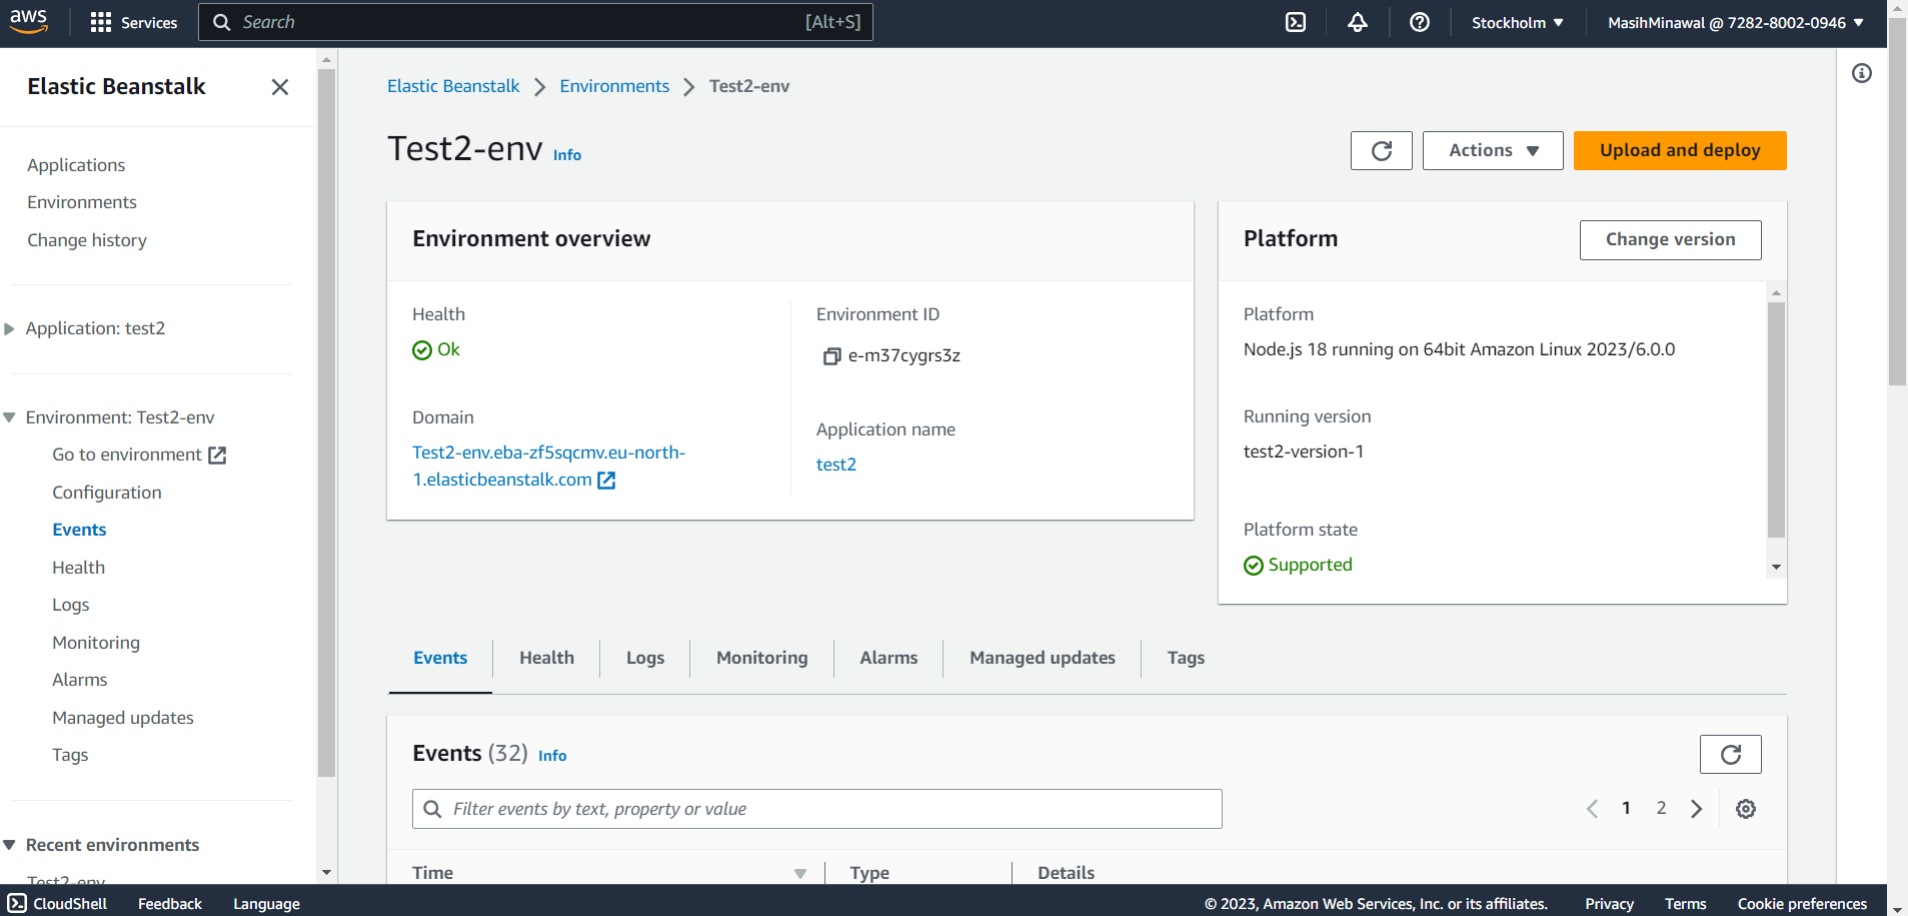 aws
Services
Search
[Alt+S]
Stockholm
MasihMinawal @ 7282-8002-0946
Elastic Beanstalk
Applications
Environments
Change history
Application: test2
Environment: Test2-env
Go to environment
Configuration
Events
Health
Logs
Monitoring
Alarms
Managed updates
Tags
Recent environments
Test2-env
Elastic Beanstalk
Environments
Test2-env
Test2-env Info
Actions
Upload and deploy
Environment overview
Health
Ok
Domain
Test2-env.eba-zf5sqcmv.eu-north-
1.elasticbeanstalk.com
Environment ID
e-m37cygrs3z
Application name
test2
Platform
Change version
Platform
Node.js 18 running on 64bit Amazon Linux 2023/6.0.0
Running version
test2-version-1
Platform state
Supported
Events
Health
Logs
Monitoring
Alarms
Managed updates
Tags
Events (32) Info
Filter events by text, property or value
1 2
Time
Type
Details
CloudShell
Feedback
Language
© 2023, Amazon Web Services, Inc. or its affiliates.
Privacy
Terms
Cookie preferences